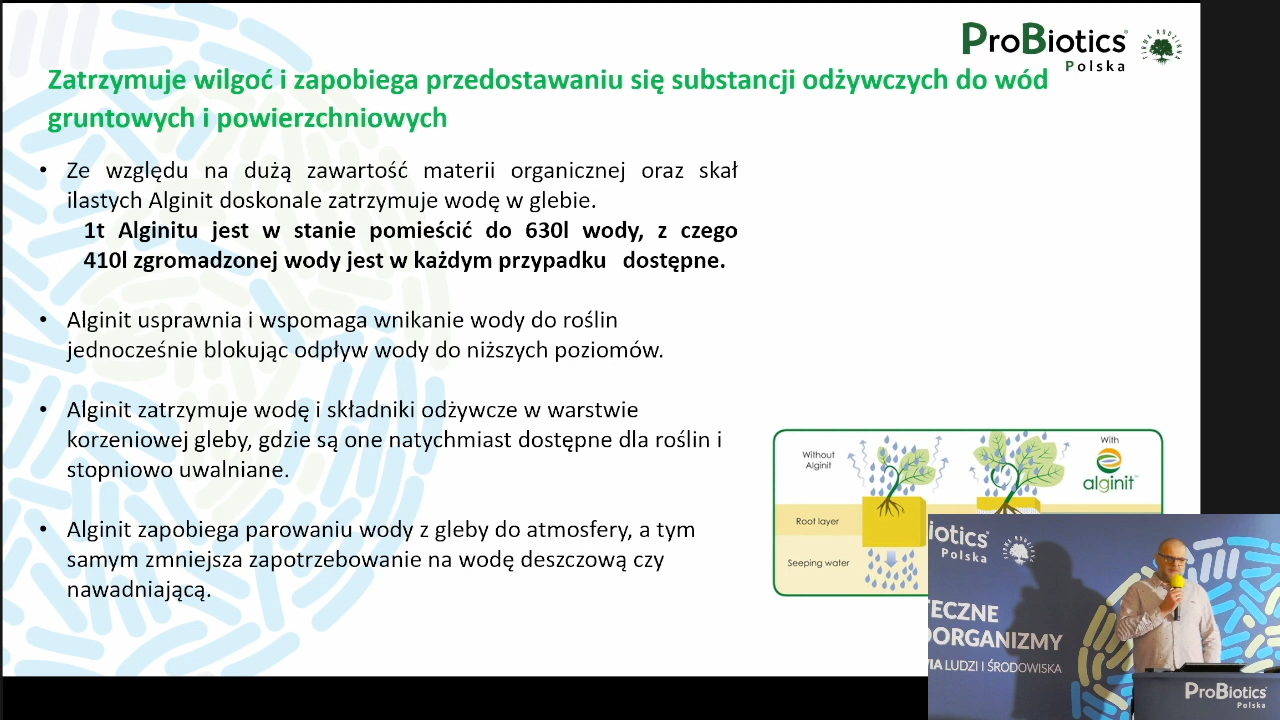 ProBiotics
Polska
Zatrzymuje wilgoć i zapobiega przedostawaniu się substancji odżywczych do wód
gruntowych i powierzchniowych
• Ze względu na dużą zawartość materii organicznej oraz skał
ilastych Alginit doskonale zatrzymuje wodę w glebie.
1t Alginitu jest w stanie pomieścić do 630l wody, z czego
410l zgromadzonej wody jest w każdym przypadku dostępne.
• Alginit usprawnia i wspomaga wnikanie wody do roślin
jednocześnie blokując odpływ wody do niższych poziomów.
• Alginit zatrzymuje wodę i składniki odżywcze w warstwie
korzeniowej gleby, gdzie są one natychmiast dostępne dla roślin i
stopniowo uwalniane.
• Alginit zapobiega parowaniu wody z gleby do atmosfery, a tym
samym zmniejsza zapotrzebowanie na wodę deszczową czy
nawadniającą.
Without
Alginit
With
alginit
Root layer
Seeping water
iotics
Polska
TECZNE
OORGANIZMY
WIA LUDZI I ŚRODOWISKA
ProBiotics
Polska